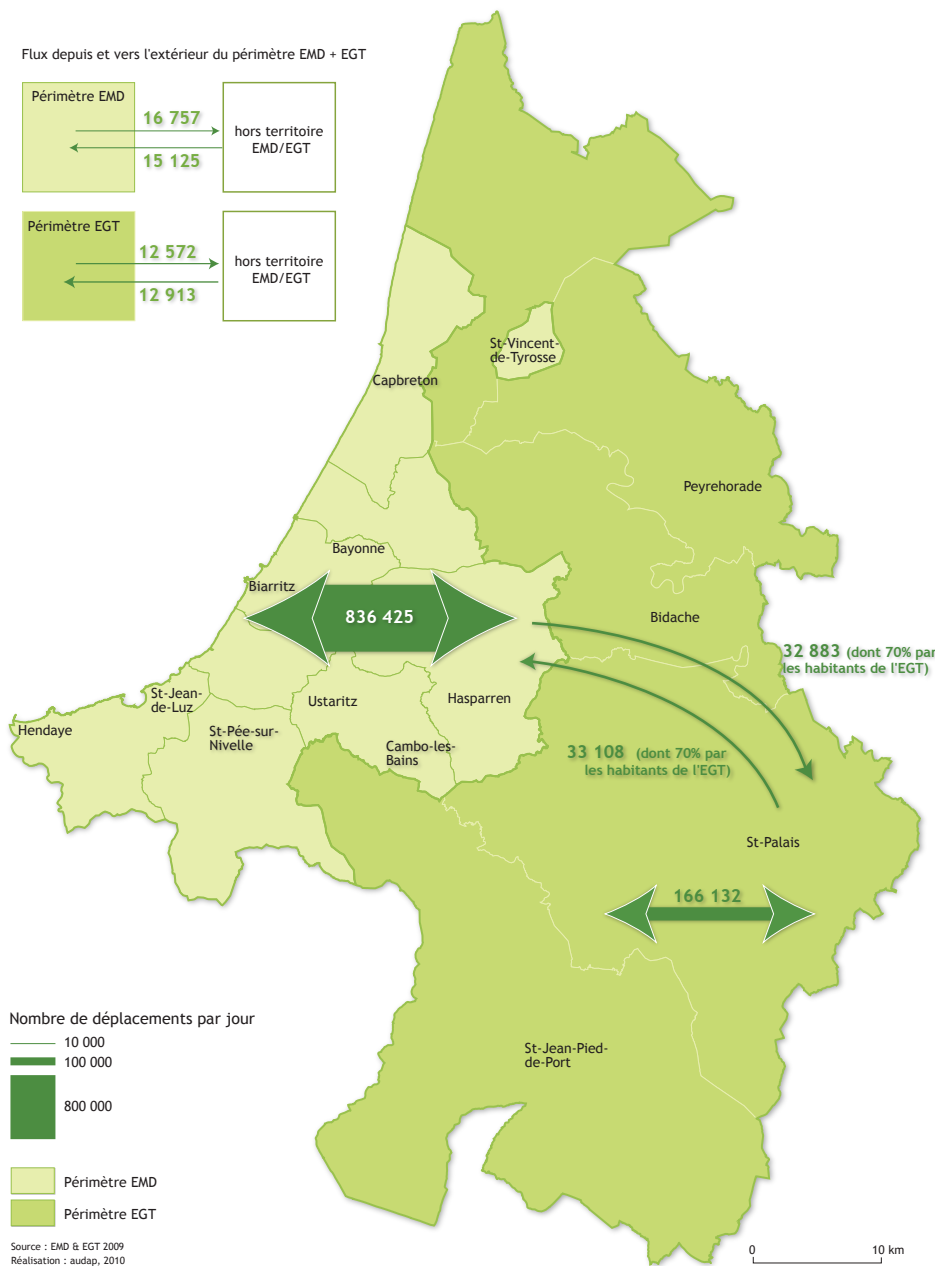 Flux depuis et vers l'extérieur du périmètre EMD + EGT
Périmètre EMD
16 757
15 125
hors territoire
EMD/EGT
Périmètre EGT
12 572
12 913
hors territoire
EMD/EGT
St-Vincent-
de-Tyrosse
Capbreton
Peyrehorade
Bayonne
Biarritz
836 425
Bidache
32 883 (dont 70% par
les habitants de l'EGT)
St-Jean-
de-Luz
Ustaritz
Hasparren
Hendaye
St-Pée-sur-
Nivelle
Cambo-les-
Bains
33 108 (dont 70% par
les habitants de l'EGT)
St-Palais
166 132
St-Jean-Pied-
de-Port
Nombre de déplacements par jour
10 000
100 000
800 000
Périmètre EMD
Périmètre EGT
Source : EMD & EGT 2009
Réalisation : audap, 2010
0 10 km